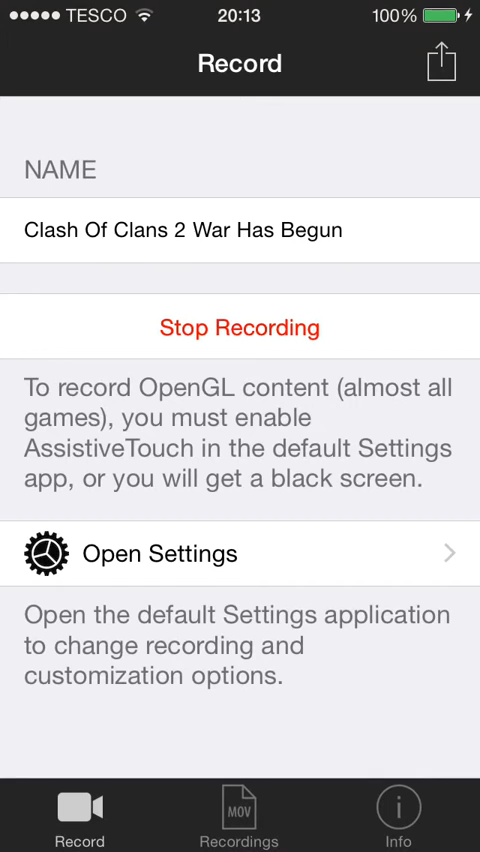 TESCO 20:13 100%
Record
NAME
Clash Of Clans 2 War Has Begun
Stop Recording
To record OpenGL content (almost all
games), you must enable
AssistiveTouch in the default Settings
app, or you will get a black screen.
Open Settings
Open the default Settings application
to change recording and
customization options.
MOV
Record Recordings Info